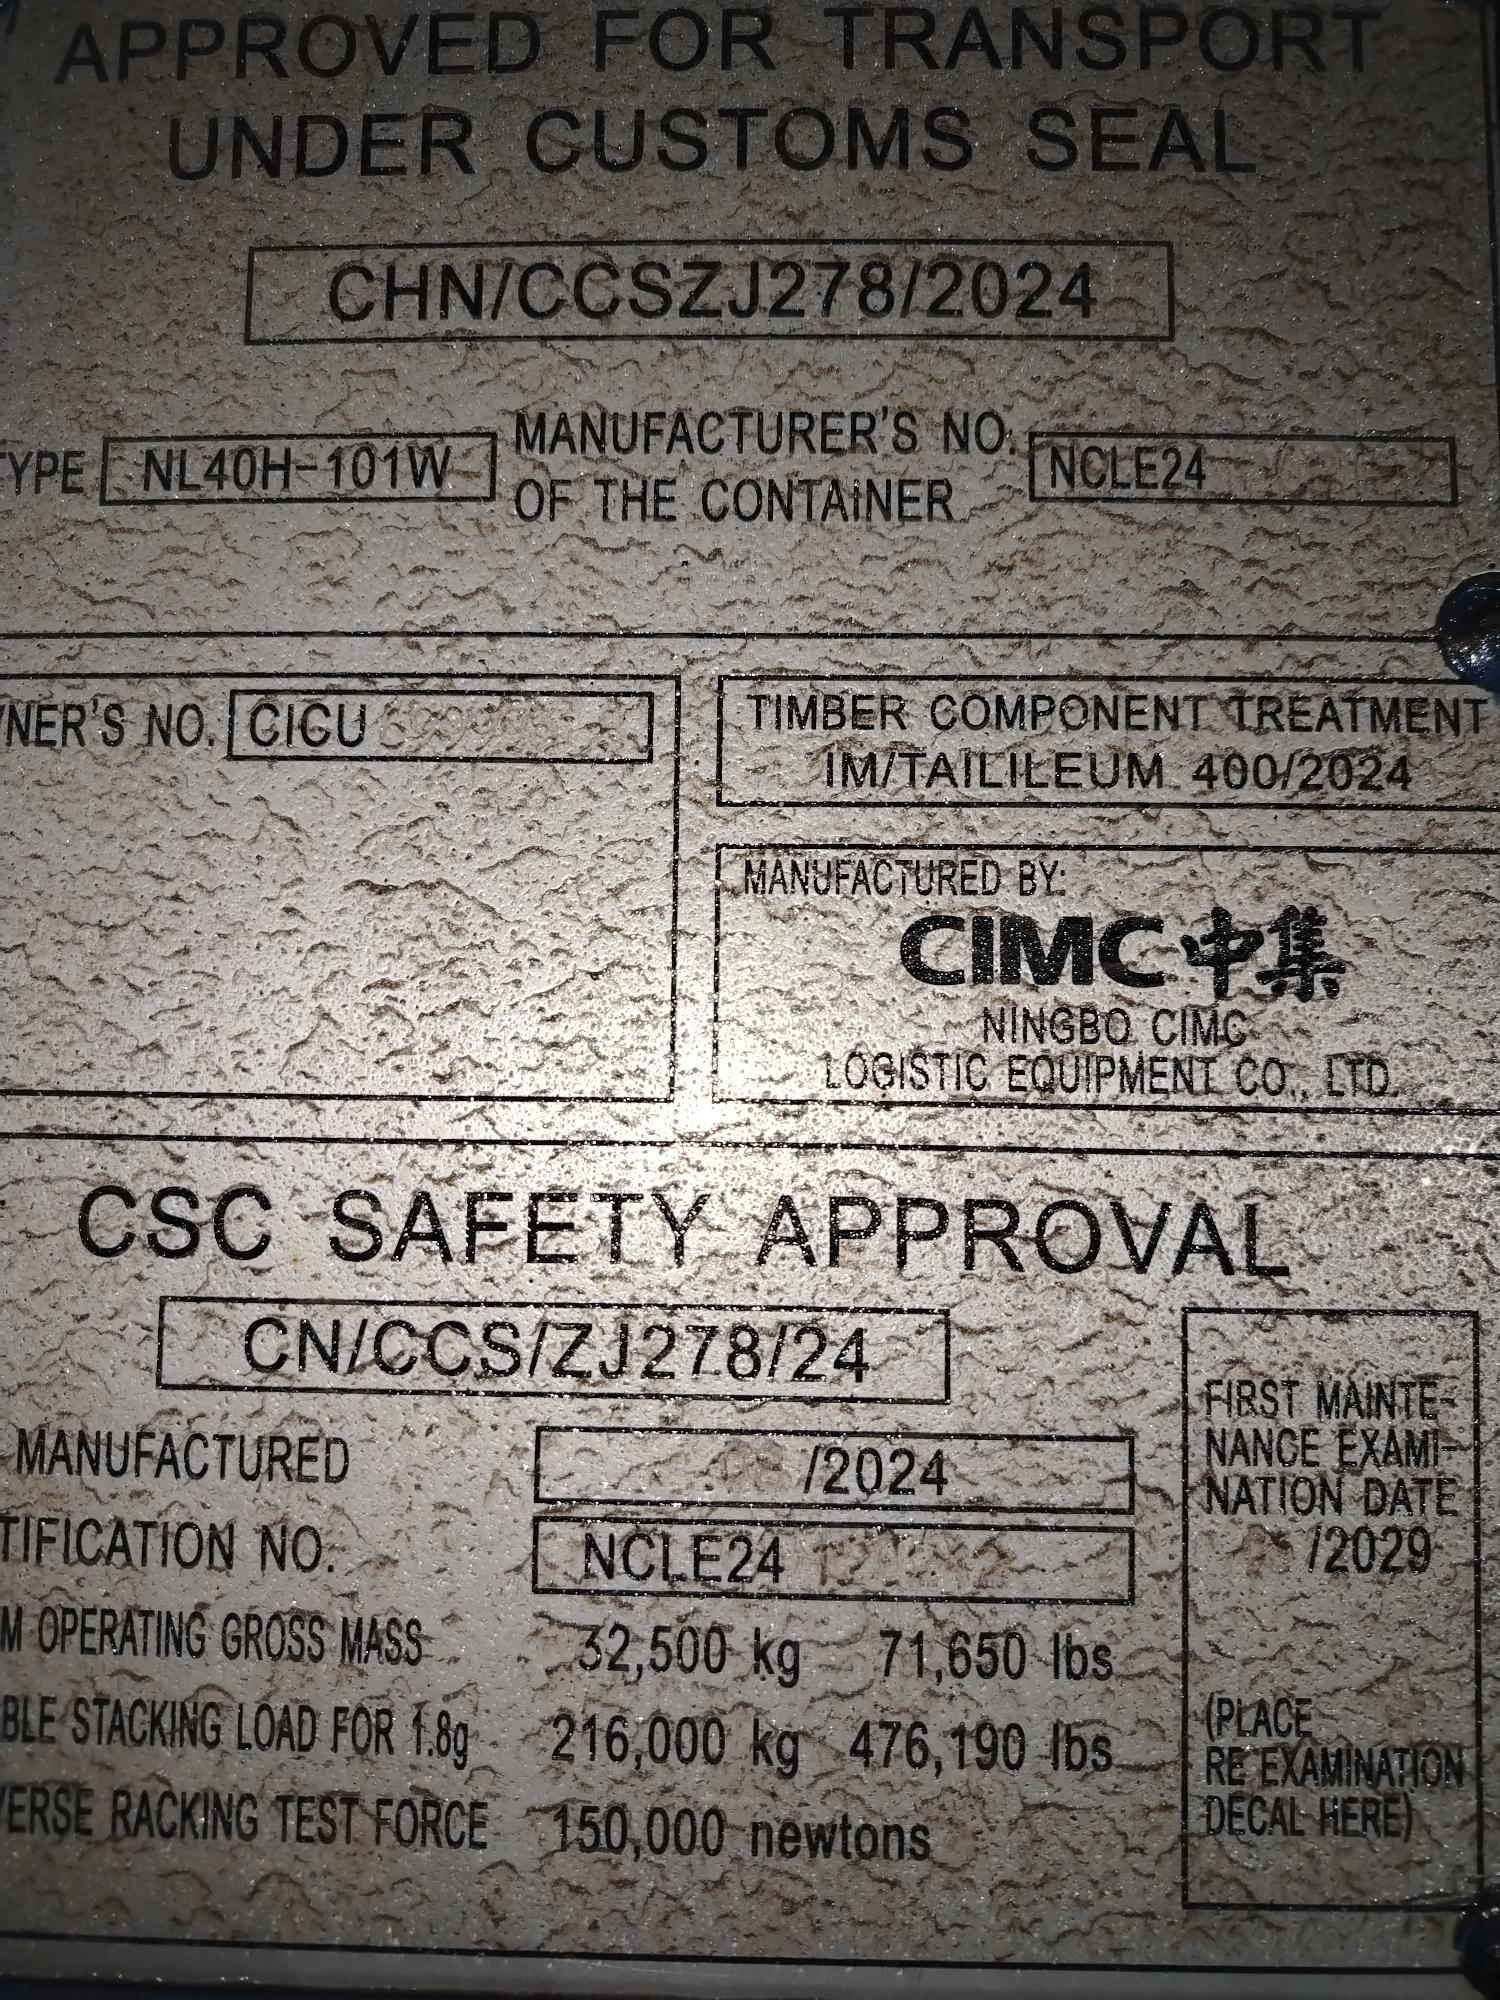 APPROVED FOR TRANSPORT
UNDER CUSTOMS SEAL
CHN/CCSZJ278/2024
TYPE NL40H-101W MANUFACTURER'S NO. OF THE CONTAINER NCLE24
NER'S NO. CICU
TIMBER COMPONENT TREATMENT
IM/TAILILEUM 400/2024
MANUFACTURED BY:
CIMC 中集
NINGBO CIMC
LOGISTIC EQUIPMENT CO., LTD.
CSC SAFETY APPROVAL
CN/CCS/ZJ278/24
MANUFACTURED /2024
TIFICATION NO. NCLE24
M OPERATING GROSS MASS 32,500 kg 71,650 lbs
BLE STACKING LOAD FOR 1.8g 216,000 kg 476,190 lbs
VERSE RACKING TEST FORCE 150,000 newtons
FIRST MAINTE-
NANCE EXAMI-
NATION DATE
/2029
(PLACE
RE EXAMINATION
DECAL HERE)